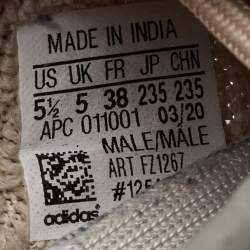 MADE IN INDIA
US UK FR JP CHN
5½ 5 38 235 235
APC 011001 03/20
MALE/MÂLE
ART FZ1267
adidas